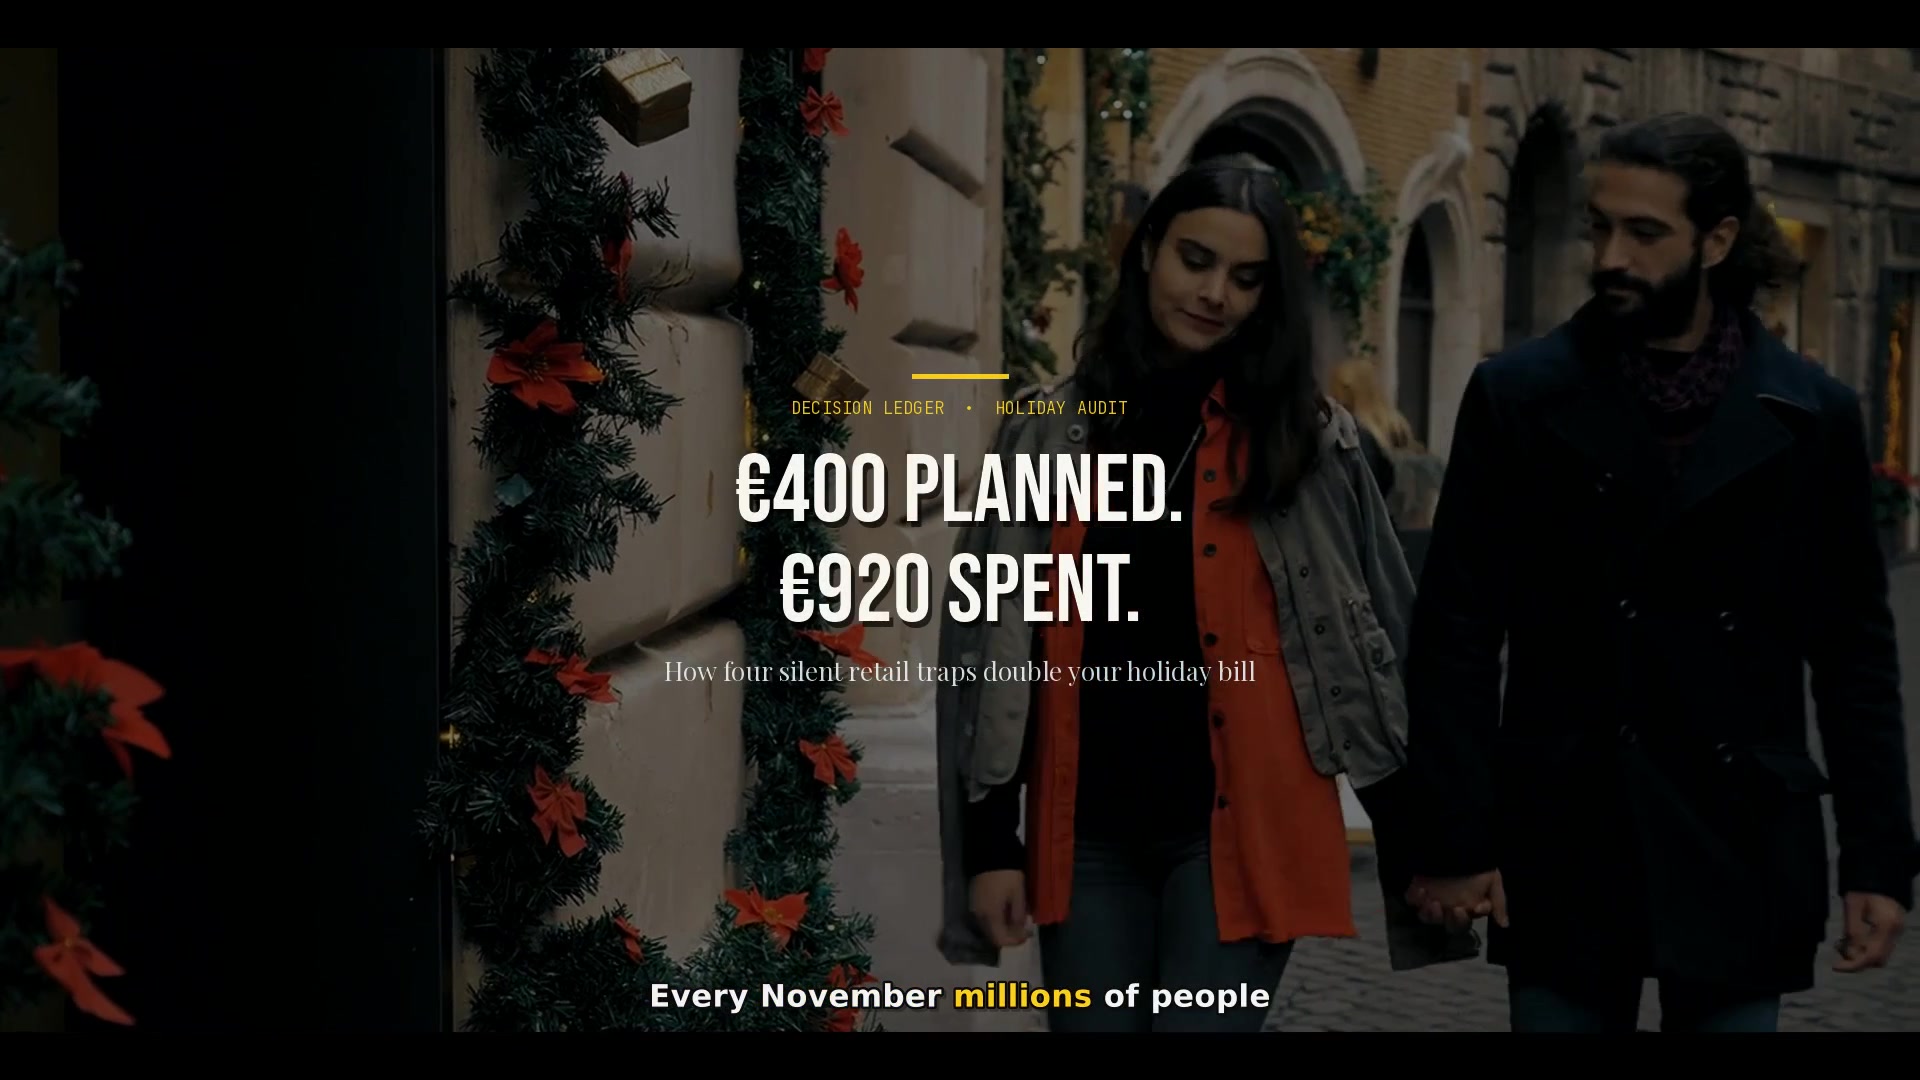 DECISION LEDGER • HOLIDAY AUDIT
€400 PLANNED.
€920 SPENT.
How four silent retail traps double your holiday bill
Every November millions of people